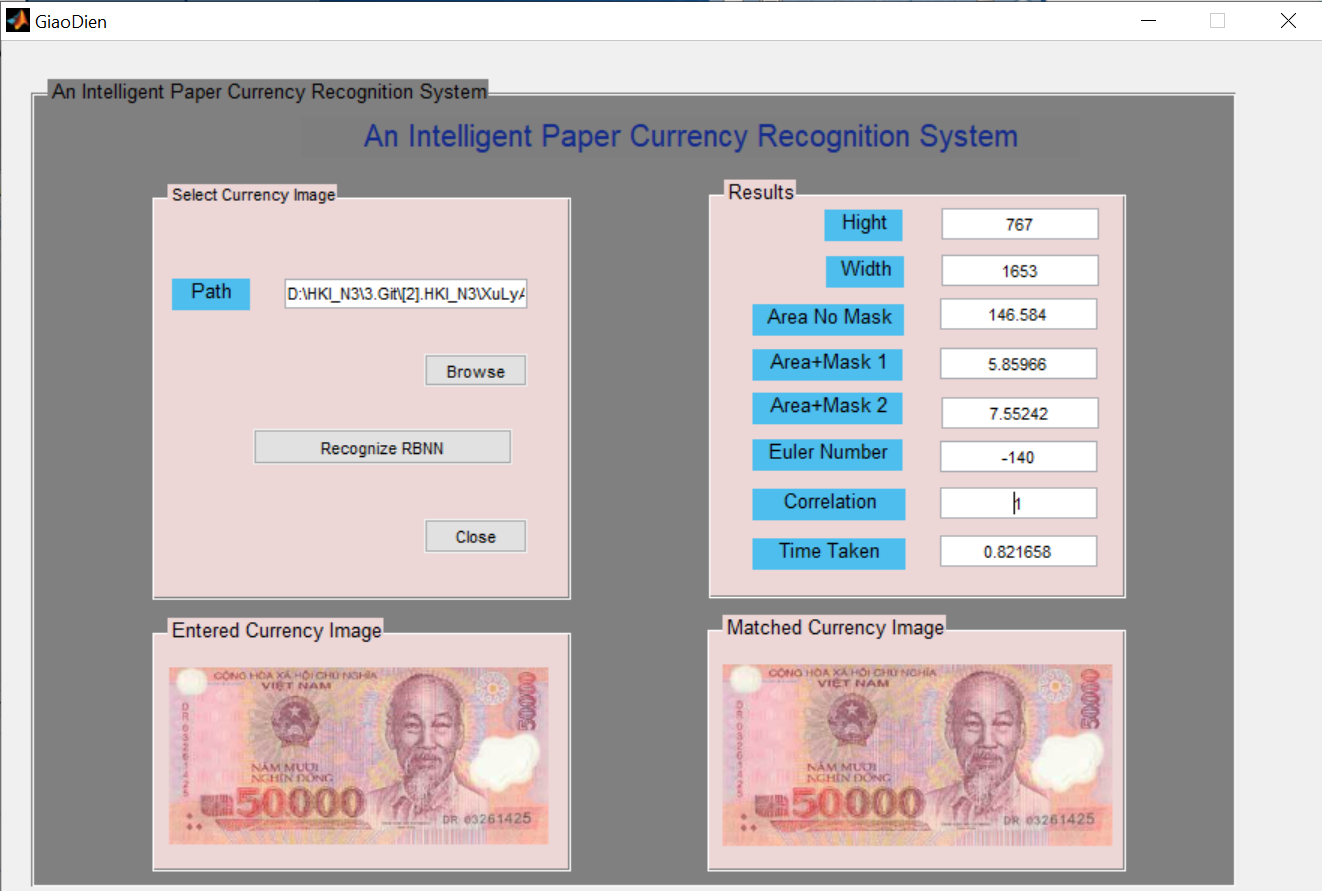 GiaoDien
An Intelligent Paper Currency Recognition System
An Intelligent Paper Currency Recognition System
Select Currency Image
Path
D:\HKI_N3\3.Git\[2].HKI_N3\XuLyA
Browse
Recognize RBNN
Close
Results
Hight 767
Width 1653
Area No Mask 146.584
Area+Mask 1 5.85966
Area+Mask 2 7.55242
Euler Number -140
Correlation 1
Time Taken 0.821658
Entered Currency Image
CỘNG HÒA XÃ HỘI CHỦ NGHĨA
VIỆT NAM
50000
DR 03261425
NĂM MƯƠI
NGHÌN ĐỒNG
50.000
DR 03261425
Matched Currency Image
CỘNG HÒA XÃ HỘI CHỦ NGHĨA
VIỆT NAM
50000
DR 03261425
NĂM MƯƠI
NGHÌN ĐỒNG
50.000
DR 03261425